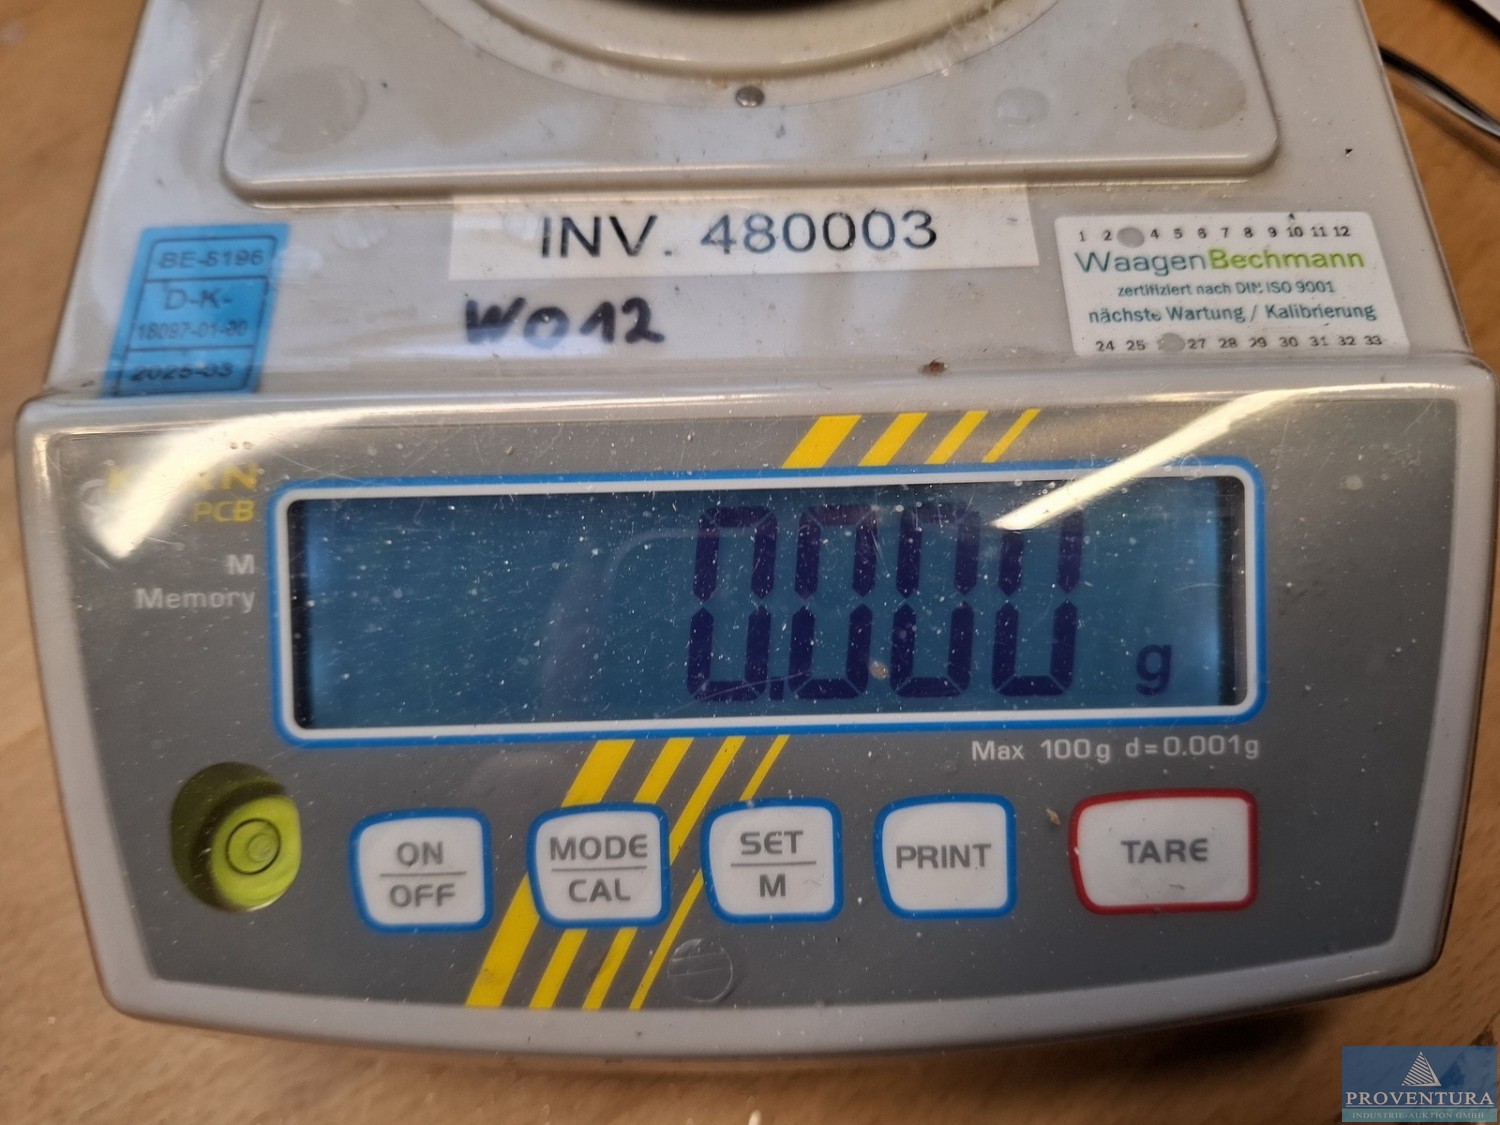 INV. 480003
BE-8196
D-K-
18097-01-00
2025-03
W012
1 2 4 5 6 7 8 9 10 11 12
WaagenBechmann
zertifiziert nach DIN ISO 9001
nächste Wartung / Kalibrierung
24 25 27 28 29 30 31 32 33
KERN
PCB
M
Memory
0.000 g
Max 100g d=0.001g
ON
OFF
MODE
CAL
SET
M
PRINT
TARE
PROVENTURA
INDUSTRIE-AUKTION GMBH